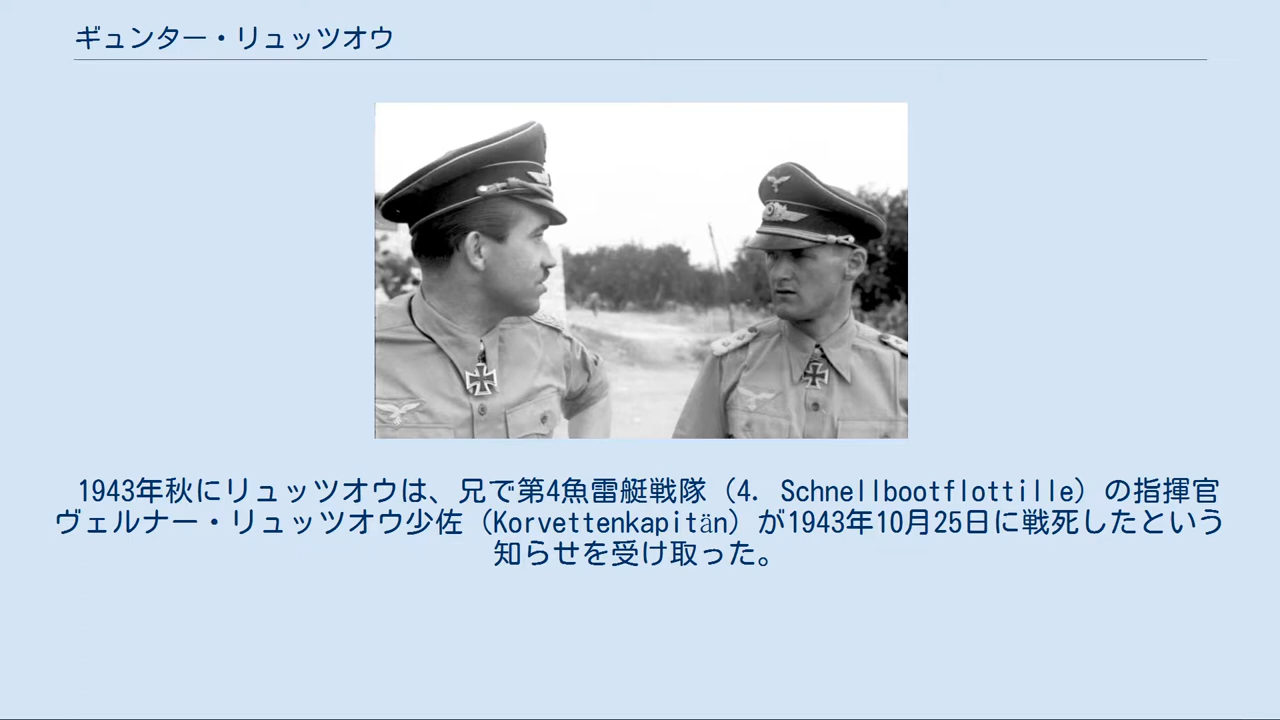 ギュンター・リュッツオウ
1943年秋にリュッツオウは、兄で第4魚雷艇戦隊（4. Schnellbootflottille）の指揮官
ヴェルナー・リュッツオウ少佐（Korvettenkapitän）が1943年10月25日に戦死したという
知らせを受け取った。